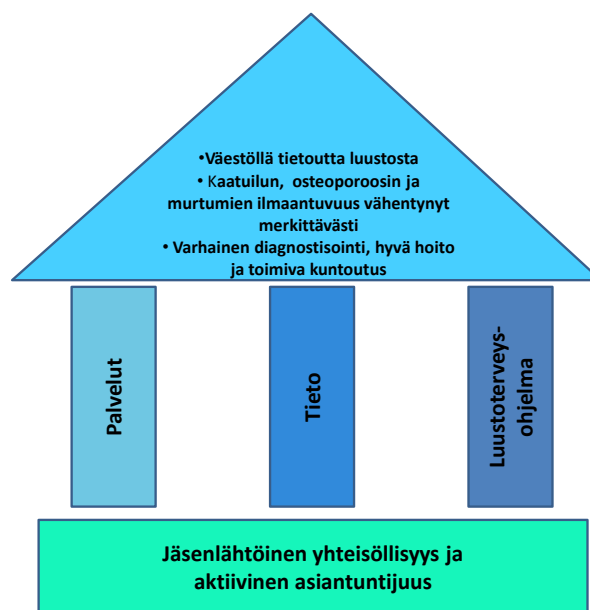 •Väestöllä tietoutta luustosta
• Kaatuilun, osteoporoosin ja
murtumien ilmaantuvuus vähentynyt
merkittävästi
• Varhainen diagnostisointi, hyvä hoito
ja toimiva kuntoutus
Palvelut
Tieto
Luustoterveys-
ohjelma
Jäsenlähtöinen yhteisöllisyys ja
aktiivinen asiantuntijuus